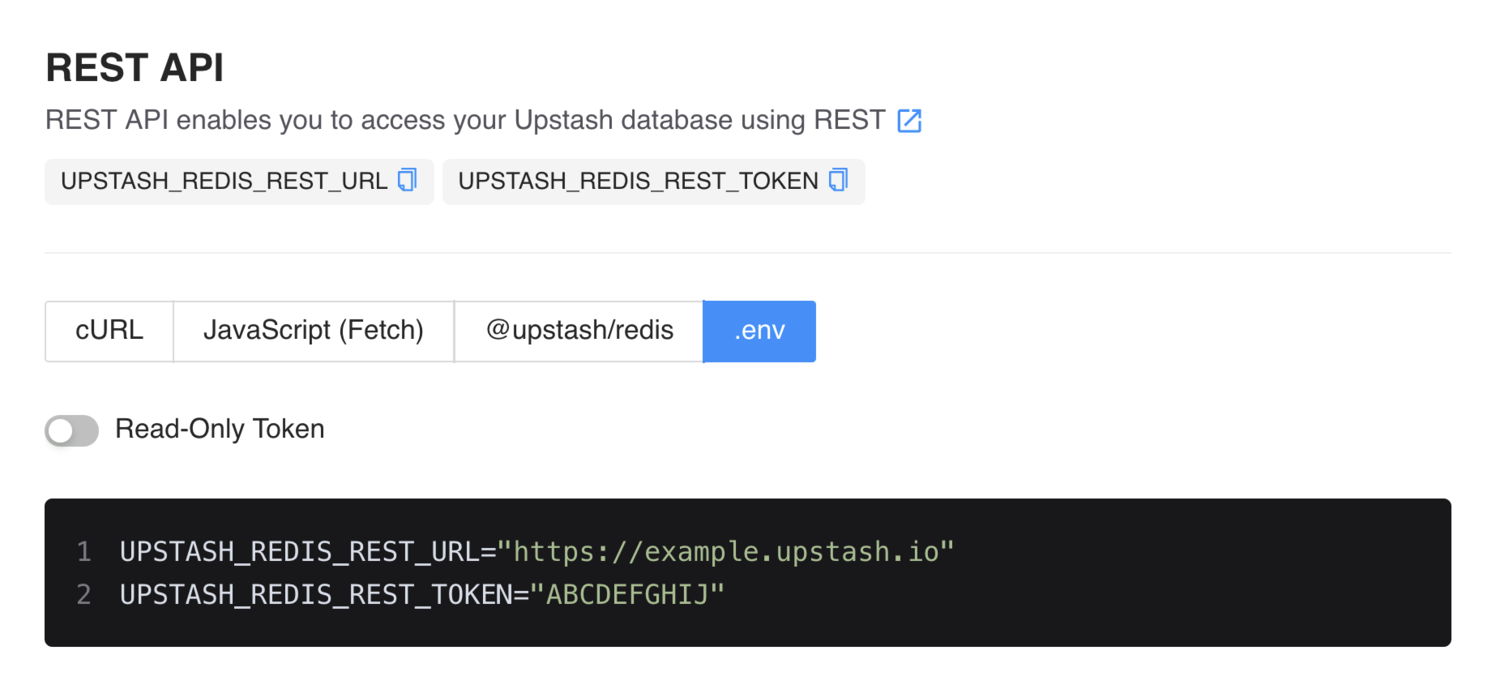 REST API
REST API enables you to access your Upstash database using REST
UPSTASH_REDIS_REST_URL UPSTASH_REDIS_REST_TOKEN
cURL JavaScript (Fetch) @upstash/redis .env
Read-Only Token
1 UPSTASH_REDIS_REST_URL="https://example.upstash.io"
2 UPSTASH_REDIS_REST_TOKEN="ABCDEFGHIJ"